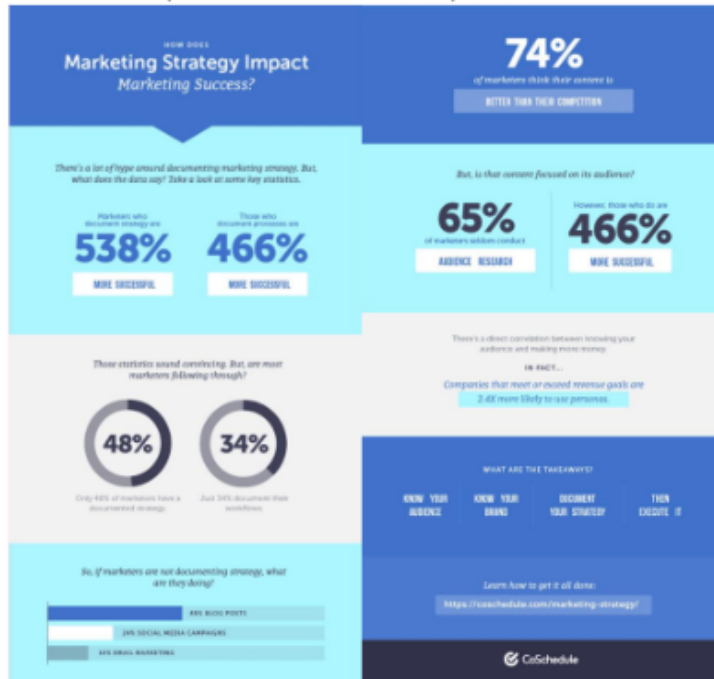 HOW DOES
Marketing Strategy Impact
Marketing Success?
There's a lot of hype around documenting marketing strategy. But,
what does the data say? Take a look at some key statistics.
Marketers who
document strategy are
538%
MORE SUCCESSFUL
Those who
document processes are
466%
MORE SUCCESSFUL
Those statistics sound convincing. But, are most
marketers following through?
48%
Only 48% of marketers have a
documented strategy.
34%
Just 34% document their
workflows.
So, if marketers are not documenting strategy, what
are they doing?
BLOG POSTS
SOCIAL MEDIA CAMPAIGNS
EMAIL MARKETING
74%
of marketers think their content is
BETTER THAN THEIR COMPETITION
But, is that content focused on its audience?
65%
of marketers seldom conduct
AUDIENCE RESEARCH
However, those who do are
466%
MORE SUCCESSFUL
There's a direct correlation between knowing your
audience and making more money.
IN FACT...
Companies that meet or exceed revenue goals are
2.4X more likely to use personas.
WHAT ARE THE TAKEAWAYS?
KNOW YOUR
AUDIENCE
KNOW YOUR
BRAND
DOCUMENT
YOUR STRATEGY
THEN
EXECUTE IT
Learn how to get it all done:
https://coschedule.com/marketing-strategy/
CoSchedule